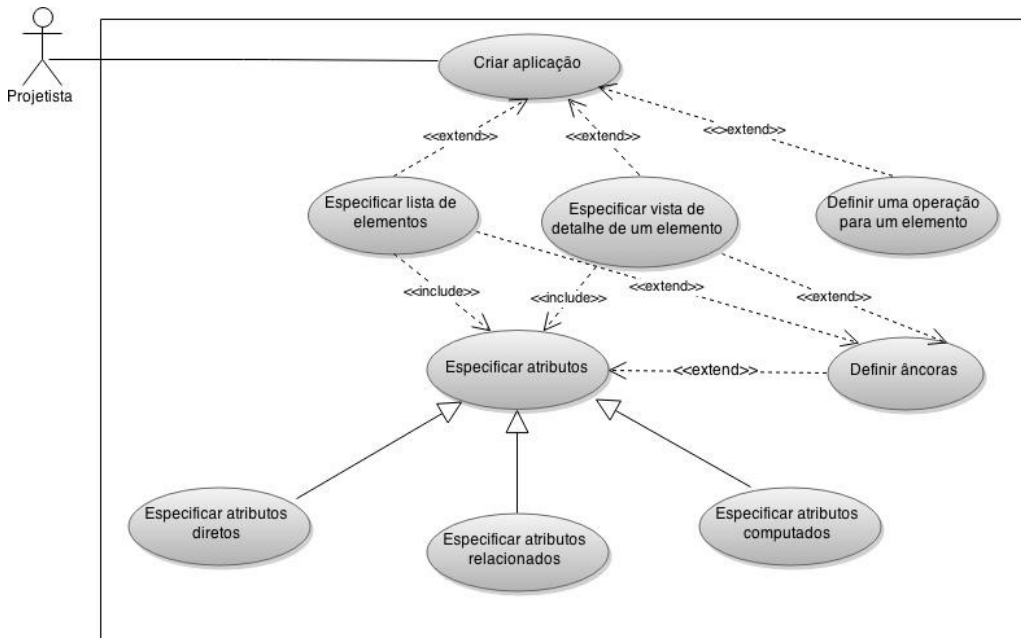 Projetista
Criar aplicação
<<extend>>
<<extend>>
<<>extend>>
Especificar lista de
elementos
Especificar vista de
detalhe de um elemento
Definir uma operação
para um elemento
<<include>>
<<include>>
<<extend>>
<<extend>>
Especificar atributos
<<extend>>
Definir âncoras
Especificar atributos
diretos
Especificar atributos
relacionados
Especificar atributos
computados